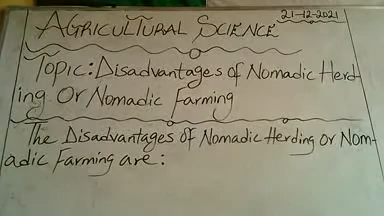 21-12-2021
AGRICULTURAL SCIENCE
Topic: Disadvantages of Nomadic Herd-
ing Or Nomadic Farming
The Disadvantages Of Nomadic Herding Or Nom-
adic Farming are: